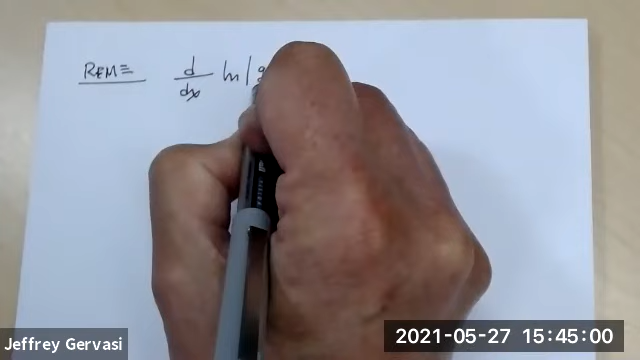 REM≡ d/dx ln|
Jeffrey Gervasi
2021-05-27 15:45:00